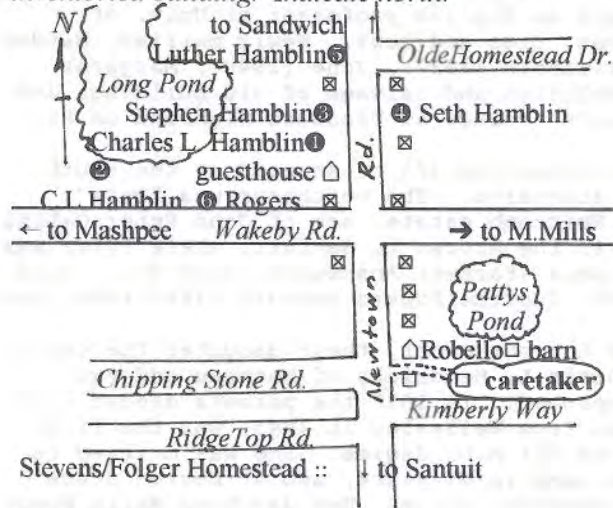 N
to Sandwich
Olde Homestead Dr.
Luther Hamblin❺
Long Pond
Stephen Hamblin❸
❹ Seth Hamblin
Charles L. Hamblin❶
Rd.
❷ guesthouse
C.L. Hamblin ❻ Rogers
← to Mashpee Wakeby Rd. → to M.Mills
Pattys
Pond
Newtown
Robello barn
Chipping Stone Rd.
caretaker
Kimberly Way
RidgeTop Rd.
Stevens/Folger Homestead :: ↓ to Santuit